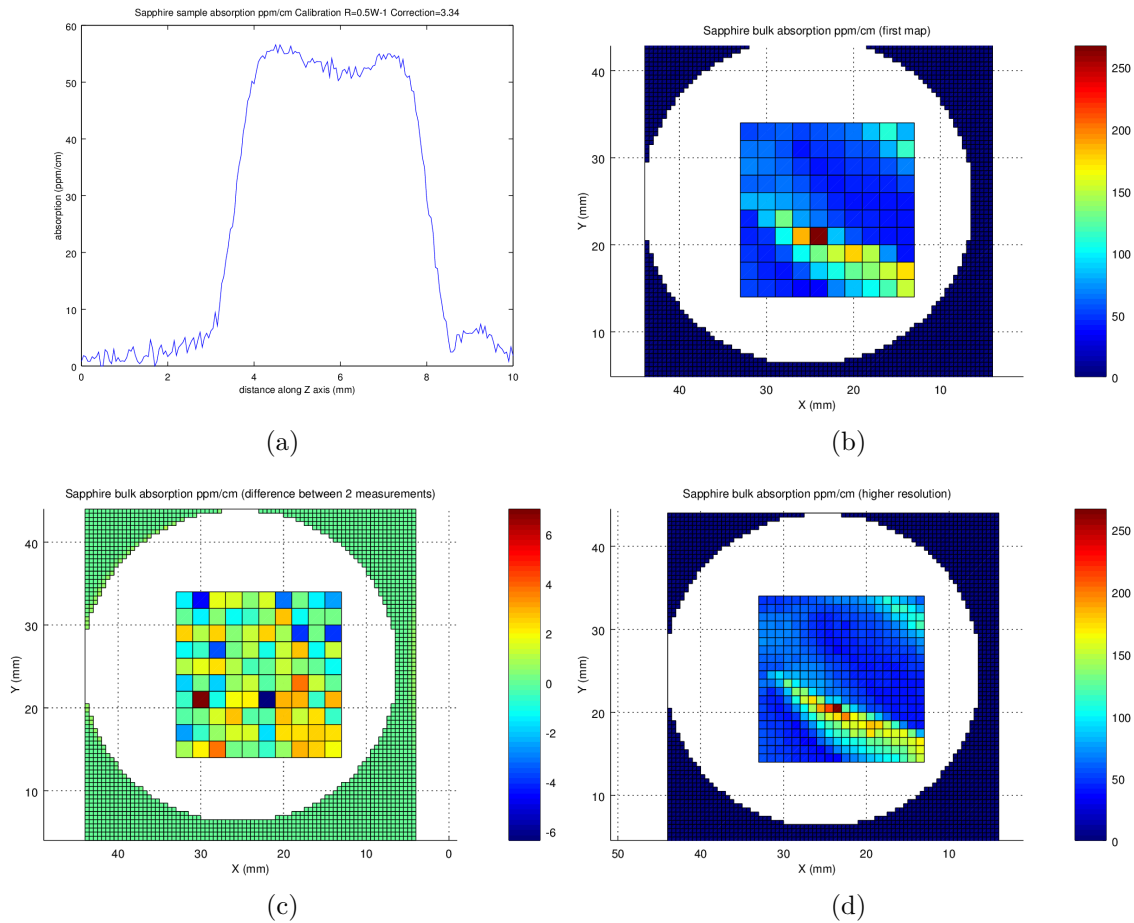 Sapphire sample absorption ppm/cm Calibration R=0.5W-1 Correction=3.34
60
50
40
30
20
10
0
absorption (ppm/cm)
0 2 4 6 8 10
distance along Z axis (mm)
(a)
Sapphire bulk absorption ppm/cm (first map)
40
30
20
10
Y (mm)
40 30 20 10
X (mm)
250
200
150
100
50
0
(b)
Sapphire bulk absorption ppm/cm (difference between 2 measurements)
40
30
20
10
Y (mm)
40 30 20 10 0
X (mm)
6
4
2
0
-2
-4
-6
(c)
Sapphire bulk absorption ppm/cm (higher resolution)
40
30
20
10
Y (mm)
50 40 30 20 10
X (mm)
250
200
150
100
50
0
(d)